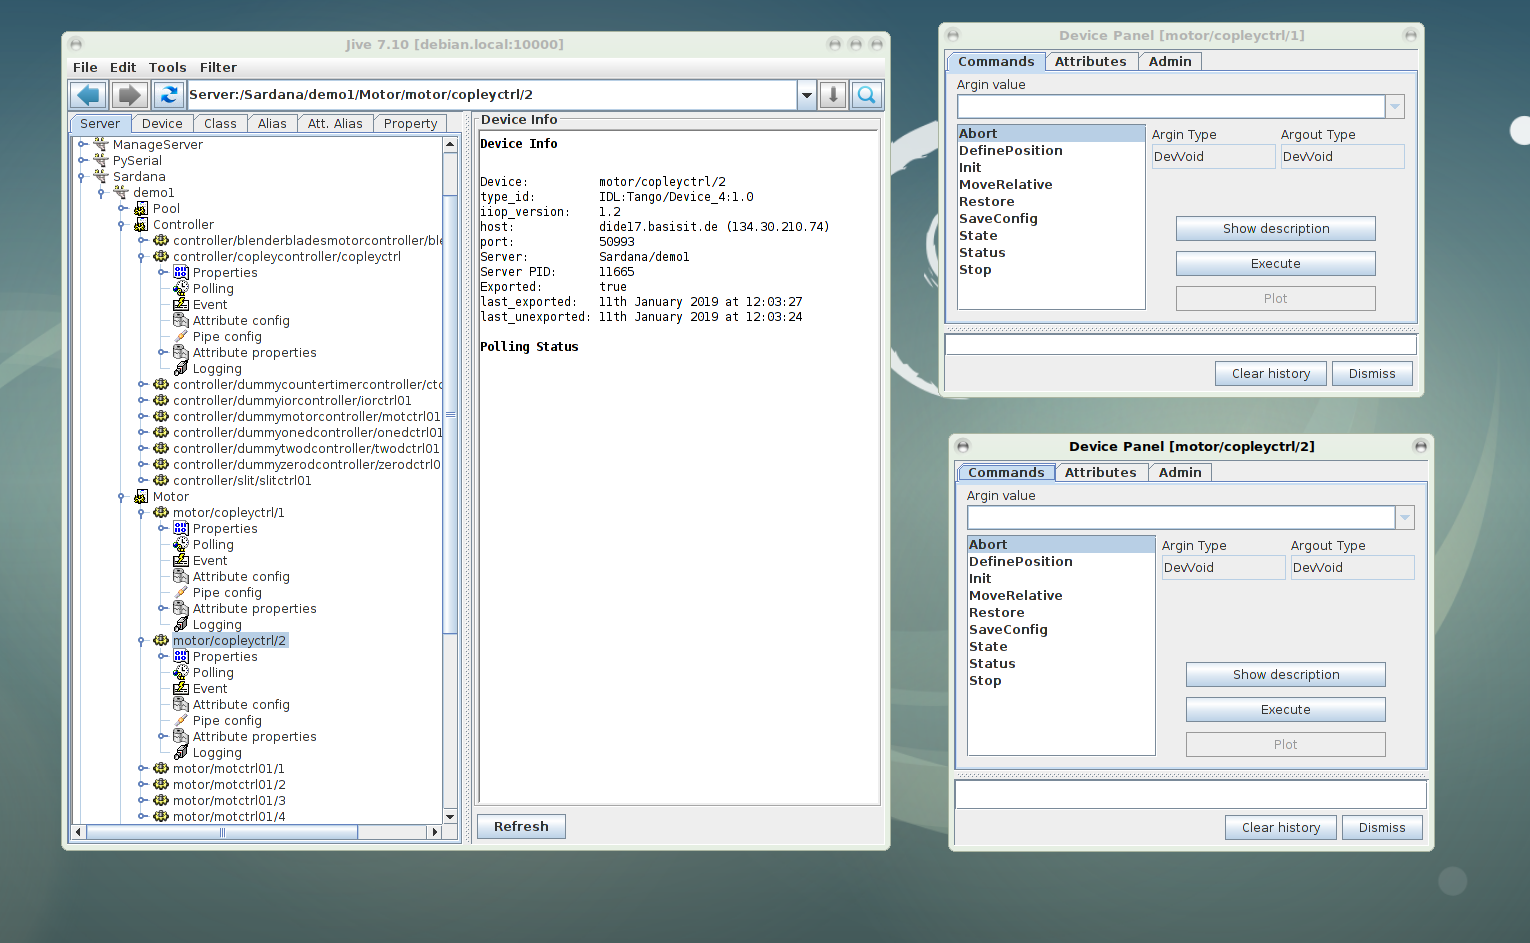 Jive 7.10 [debian.local:10000]
File Edit Tools Filter
Server:/Sardana/demo1/Motor/motor/copleyctrl/2
Server Device Class Alias Att. Alias Property
ManageServer
PySerial
Sardana
demo1
Pool
Controller
controller/blenderbladesmotorcontroller/ble
controller/copleycontroller/copleyctrl
Properties
Polling
Event
Attribute config
Pipe config
Attribute properties
Logging
controller/dummycountertimercontroller/ctc
controller/dummyiorcontroller/iorctrl01
controller/dummymotorcontroller/motctrl01
controller/dummyonedcontroller/onedctrl01
controller/dummytwodcontroller/twodctrl01
controller/dummyzerodcontroller/zerodctrl0
controller/slit/slitctrl01
Motor
motor/copleyctrl/1
Properties
Polling
Event
Attribute config
Pipe config
Attribute properties
Logging
motor/copleyctrl/2
Properties
Polling
Event
Attribute config
Pipe config
Attribute properties
Logging
motor/motctrl01/1
motor/motctrl01/2
motor/motctrl01/3
motor/motctrl01/4
Device Info
Device Info
Device: motor/copleyctrl/2
type_id: IDL:Tango/Device_4:1.0
iiop_version: 1.2
host: dide17.basisit.de (134.30.210.74)
port: 50993
Server: Sardana/demo1
Server PID: 11665
Exported: true
last_exported: 11th January 2019 at 12:03:27
last_unexported: 11th January 2019 at 12:03:24
Polling Status
Refresh
Device Panel [motor/copleyctrl/1]
Commands Attributes Admin
Argin value
Abort
DefinePosition
Init
MoveRelative
Restore
SaveConfig
State
Status
Stop
Argin Type Argout Type
DevVoid DevVoid
Show description
Execute
Plot
Clear history Dismiss
Device Panel [motor/copleyctrl/2]
Commands Attributes Admin
Argin value
Abort
DefinePosition
Init
MoveRelative
Restore
SaveConfig
State
Status
Stop
Argin Type Argout Type
DevVoid DevVoid
Show description
Execute
Plot
Clear history Dismiss